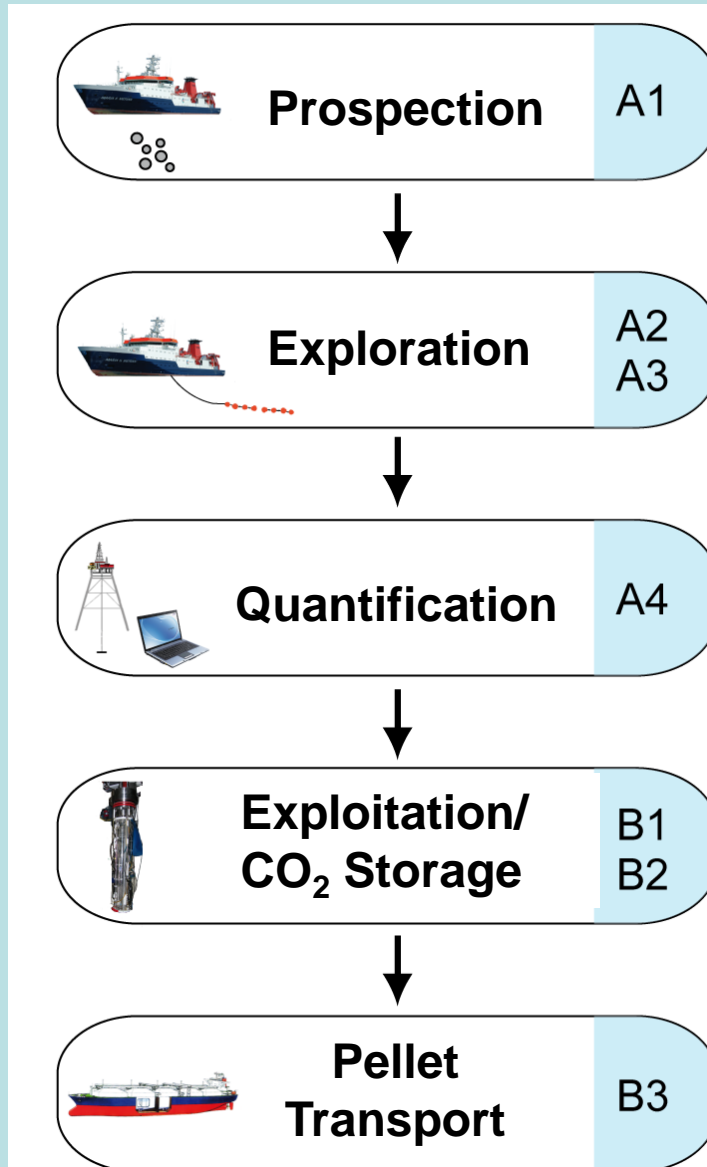 Prospection A1
Exploration A2
A3
Quantification A4
Exploitation/ B1
CO₂ Storage B2
Pellet
Transport B3